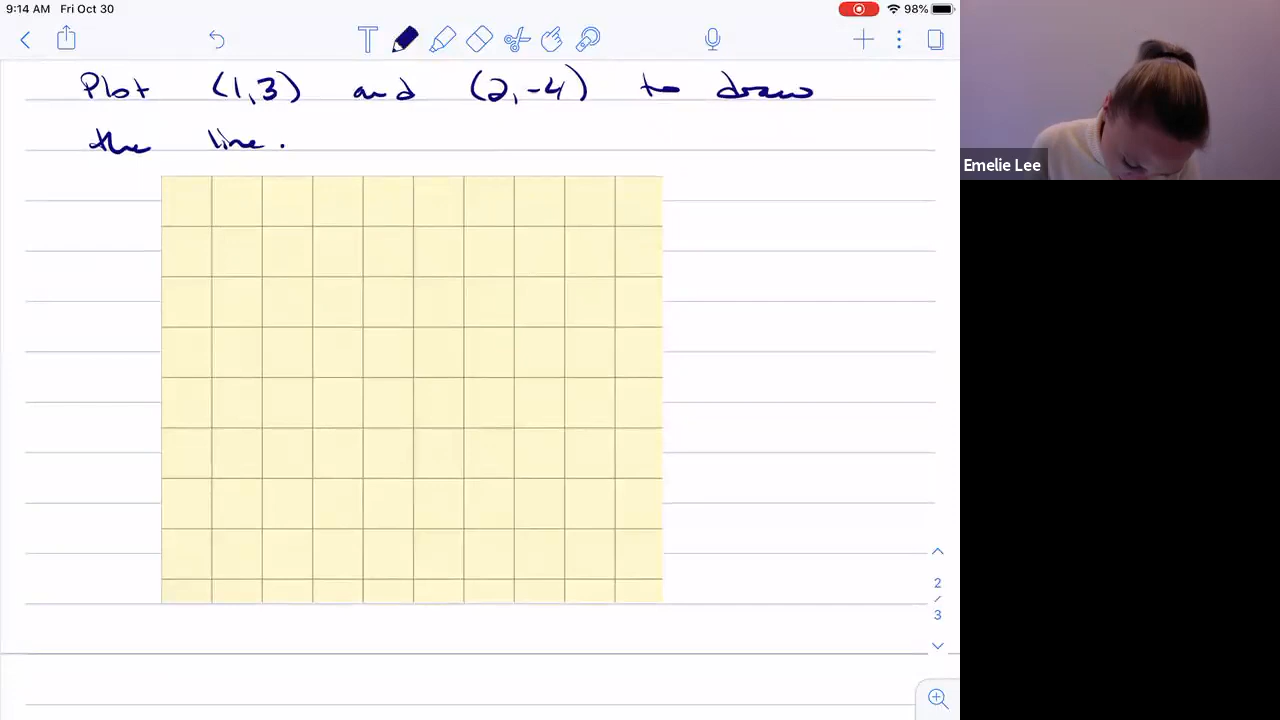 9:14 AM Fri Oct 30
98%
T
Plot (1,3) and (2,-4) to draw
the line.
Emelie Lee
2
/
3